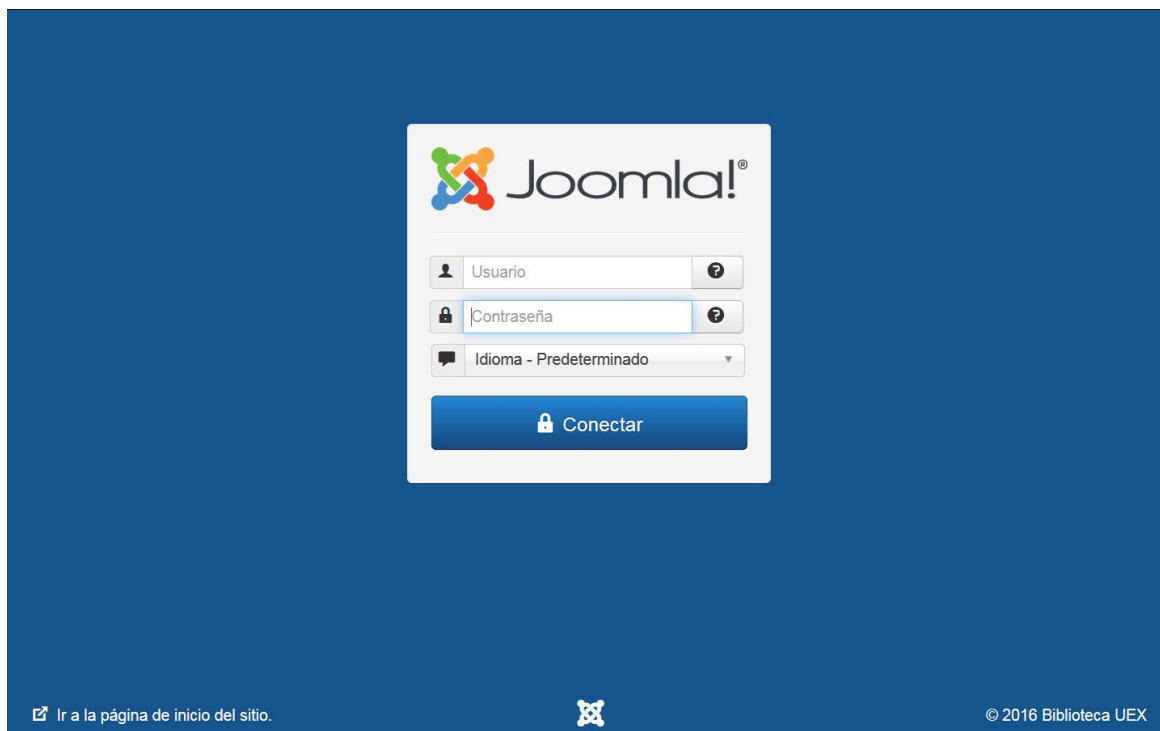 Joomla!®
Usuario
Contraseña
Idioma - Predeterminado
Conectar
Ir a la página de inicio del sitio.
© 2016 Biblioteca UEX